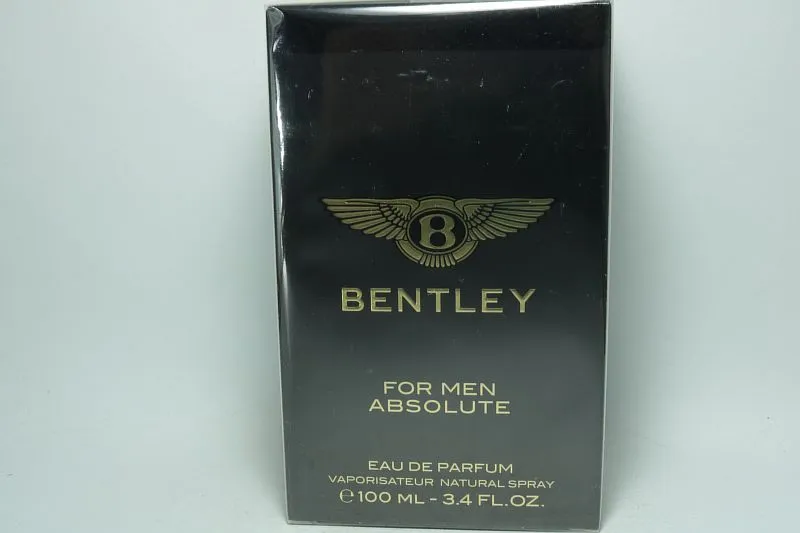 B
BENTLEY
FOR MEN
ABSOLUTE
EAU DE PARFUM
VAPORISATEUR NATURAL SPRAY
℮100 ML - 3.4 FL.OZ.